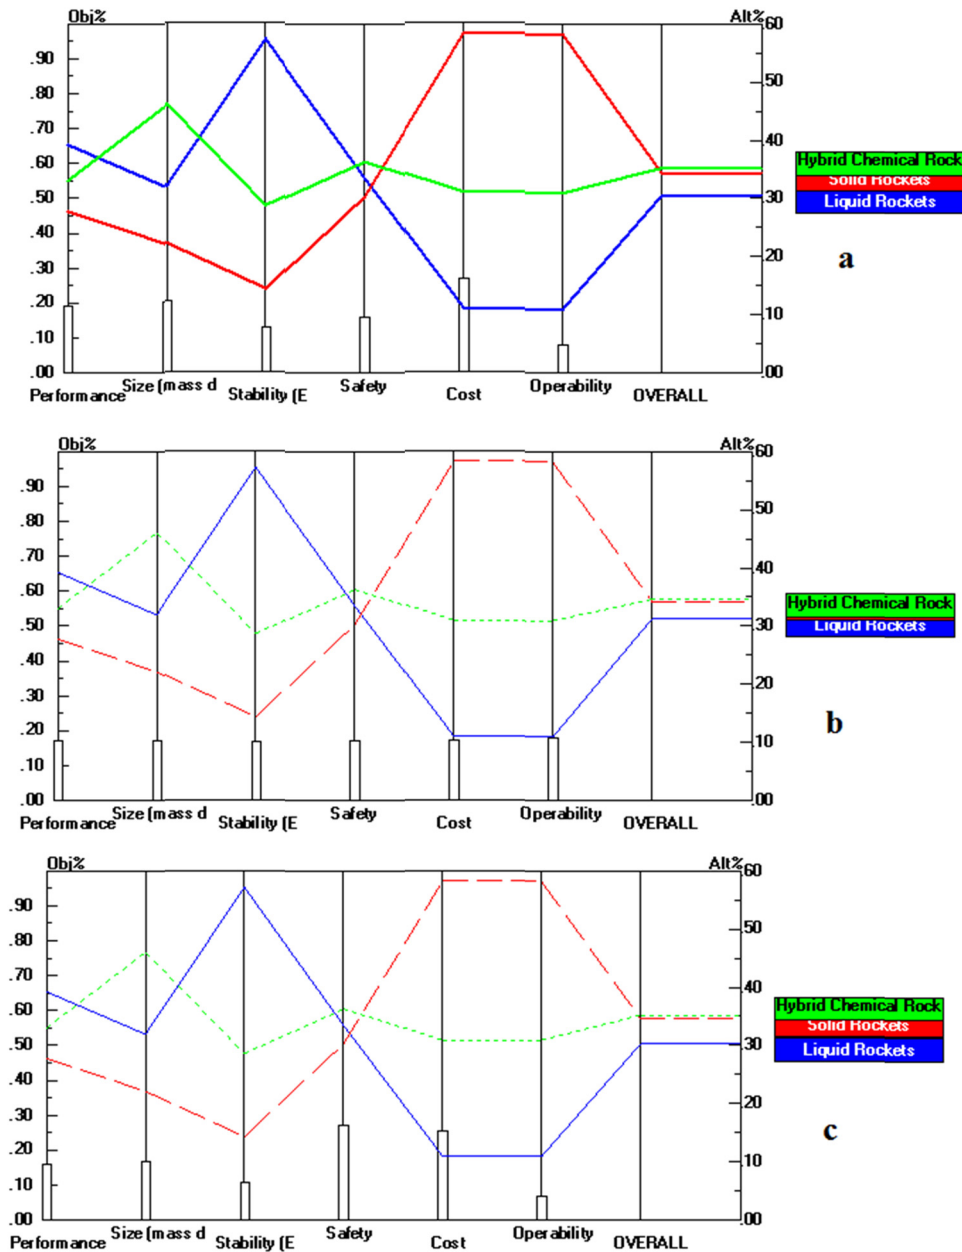 Obj%
Alt%
.90
.80
.70
.60
.50
.40
.30
.20
.10
.00
60
50
40
30
20
10
.00
Performance
Size (mass d
Stability (E
Safety
Cost
Operability
OVERALL
Hybrid Chemical Rock
Solid Rockets
Liquid Rockets
a
Obj%
Alt%
.90
.80
.70
.60
.50
.40
.30
.20
.10
.00
.60
50
40
30
20
10
.00
Performance
Size (mass d
Stability (E
Safety
Cost
Operability
OVERALL
Hybrid Chemical Rock
Liquid Rockets
b
Obj%
Alt%
.90
.80
.70
.60
.50
.40
.30
.20
.10
.00
.60
50
40
30
20
10
.00
Performance
Size (mass d
Stability (E
Safety
Cost
Operability
OVERALL
Hybrid Chemical Rock
Solid Rockets
Liquid Rockets
c